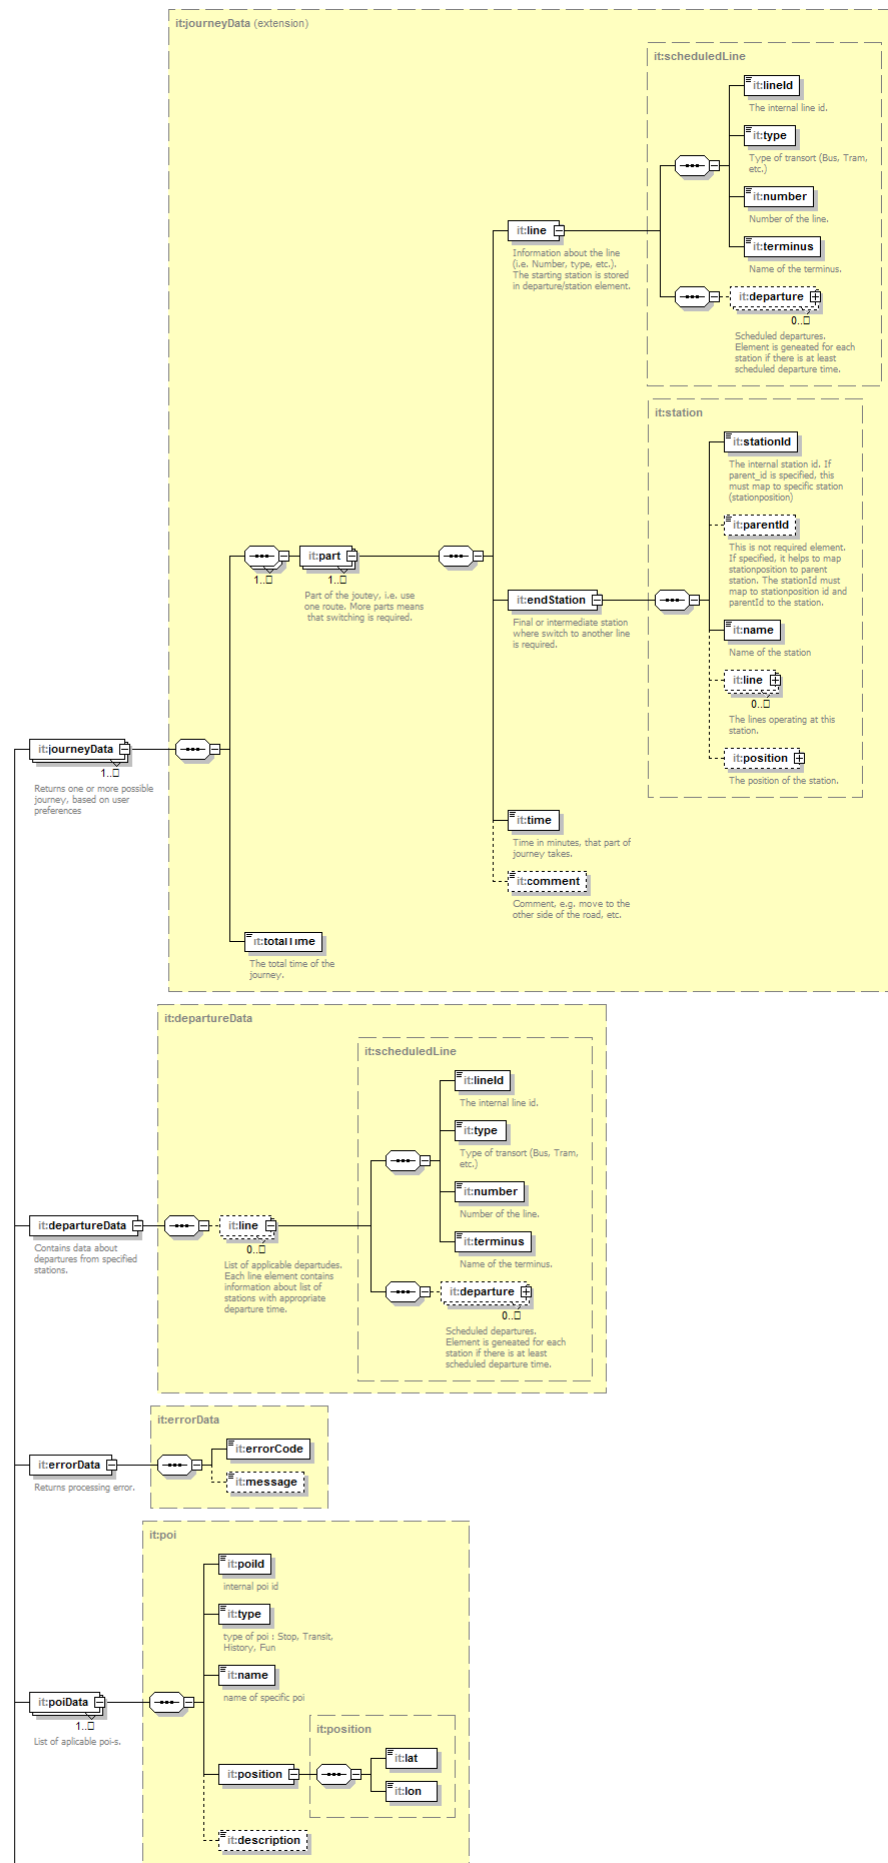 it:journeyData (extension)
it:scheduledLine
it:lineId
The internal line id.
it:type
Type of transort (Bus, Tram,
etc.)
it:number
Number of the line.
it:line
it:terminus
Information about the line
(i.e. Number, type, etc.).
The starting station is stored
in departure/station element.
Name of the terminus.
it:departure
0..□
Scheduled departures.
Element is geneated for each
station if there is at least
scheduled departure time.
it:station
it:stationId
The internal station id. If
parent_id is specified, this
must map to specific station
(stationposition)
it:parentId
This is not required element.
If specified, it helps to map
stationposition to parent
station. The stationId must
map to stationposition id and
parentId to the station.
it:part
1..□
1..□
Part of the joutey, i.e. use
one route. More parts means
that switching is required.
it:endStation
Final or intermediate station
where switch to another line
is required.
it:name
Name of the station
it:line
0..□
The lines operating at this
station.
it:position
The position of the station.
it:journeyData
1..□
Returns one or more possible
journey, based on user
preferences
it:time
Time in minutes, that part of
journey takes.
it:comment
Comment, e.g. move to the
other side of the road, etc.
it:totalTime
The total time of the
journey.
it:departureData
it:scheduledLine
it:lineId
The internal line id.
it:type
Type of transort (Bus, Tram,
etc.)
it:number
Number of the line.
it:departureData
Contains data about
departures from specified
stations.
it:line
0..□
List of applicable departudes.
Each line element contains
information about list of
stations with appropriate
departure time.
it:terminus
Name of the terminus.
it:departure
0..□
Scheduled departures.
Element is geneated for each
station if there is at least
scheduled departure time.
it:errorData
it:errorCode
it:errorData
Returns processing error.
it:message
it:poi
it:poiId
internal poi id
it:type
type of poi : Stop, Transit,
History, Fun
it:name
name of specific poi
it:poiData
1..□
List of aplicable poi-s.
it:position
it:position
it:lat
it:lon
it:description